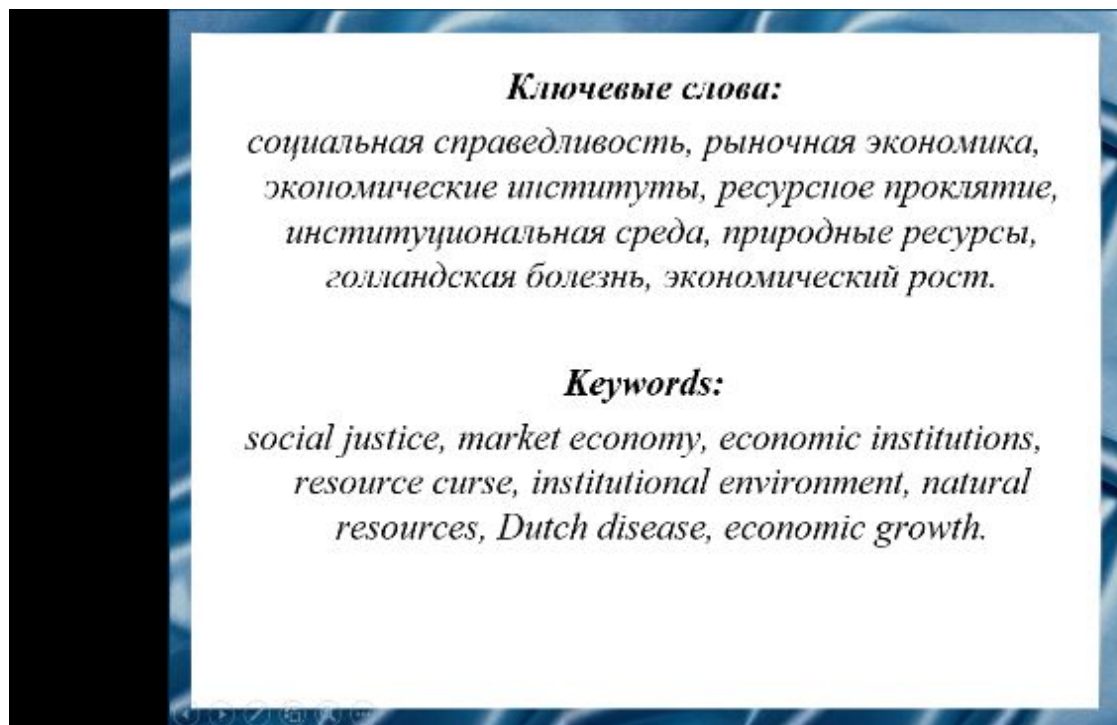 Ключевые слова:
социальная справедливость, рыночная экономика,
экономические институты, ресурсное проклятие,
институциональная среда, природные ресурсы,
голландская болезнь, экономический рост.
Keywords:
social justice, market economy, economic institutions,
resource curse, institutional environment, natural
resources, Dutch disease, economic growth.